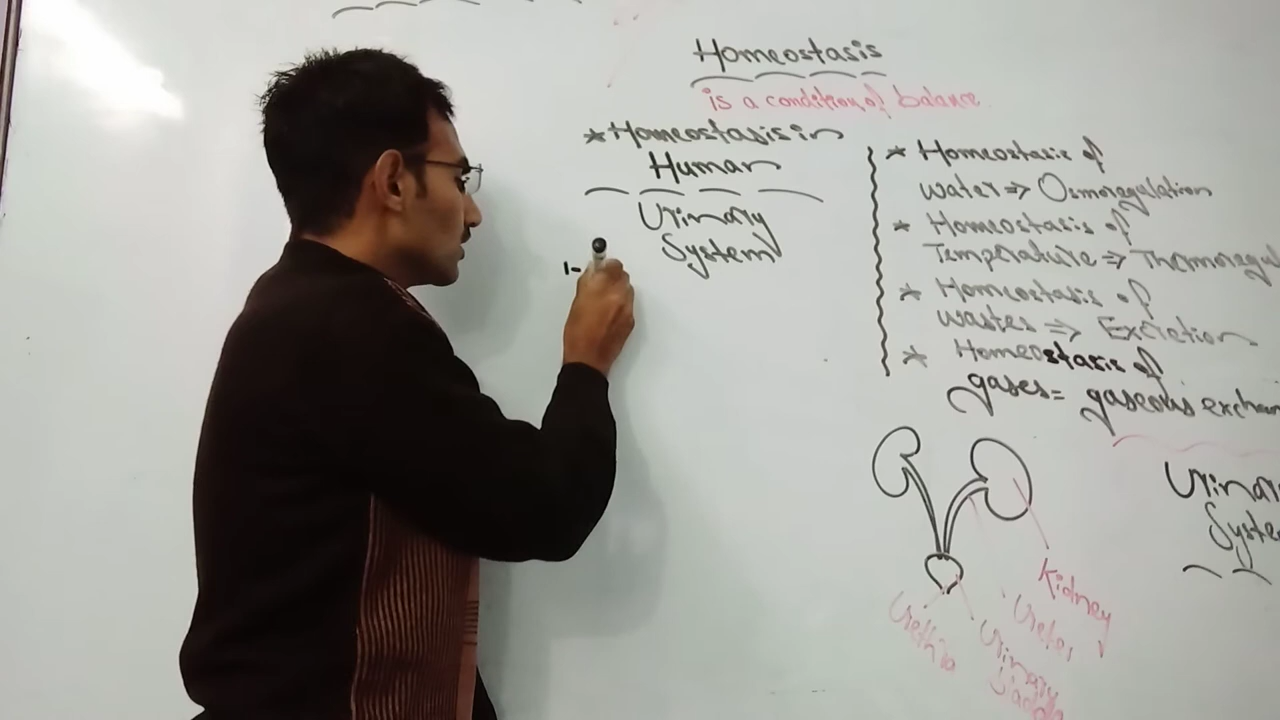 Homeostasis
is a condition of balance
* Homeostasis in
Human
Urinary
System
1-
* Homeostasis of
water => Osmoregulation
* Homeostasis of
Temperature => Thermoregul
* Homeostasis of
wastes => Excretion
* Homeostasis of
gases = gaseous exchan
Urinar
Syste
Kidney
Ureter
Urinary
bladde
Urethra